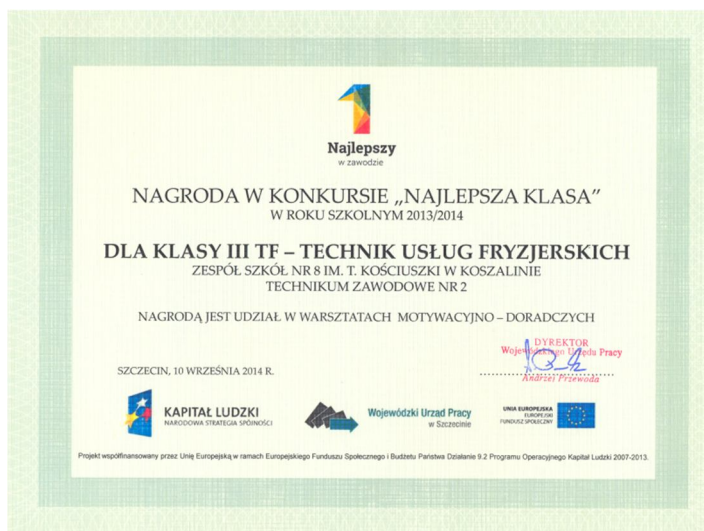 Najlepszy
w zawodzie
NAGRODA W KONKURSIE „NAJLEPSZA KLASA”
W ROKU SZKOLNYM 2013/2014
DLA KLASY III TF – TECHNIK USŁUG FRYZJERSKICH
ZESPÓŁ SZKÓŁ NR 8 IM. T. KOŚCIUSZKI W KOSZALINIE
TECHNIKUM ZAWODOWE NR 2
NAGRODĄ JEST UDZIAŁ W WARSZTATACH MOTYWACYJNO – DORADCZYCH
DYREKTOR
Wojewódzkiego Urzędu Pracy
Andrzej Przewoda
SZCZECIN, 10 WRZEŚNIA 2014 R.
KAPITAŁ LUDZKI
NARODOWA STRATEGIA SPÓJNOŚCI
Wojewódzki Urząd Pracy
w Szczecinie
UNIA EUROPEJSKA
EUROPEJSKI
FUNDUSZ SPOŁECZNY
Projekt współfinansowany przez Unię Europejską w ramach Europejskiego Funduszu Społecznego i Budżetu Państwa Działanie 9.2 Programu Operacyjnego Kapitał Ludzki 2007-2013.